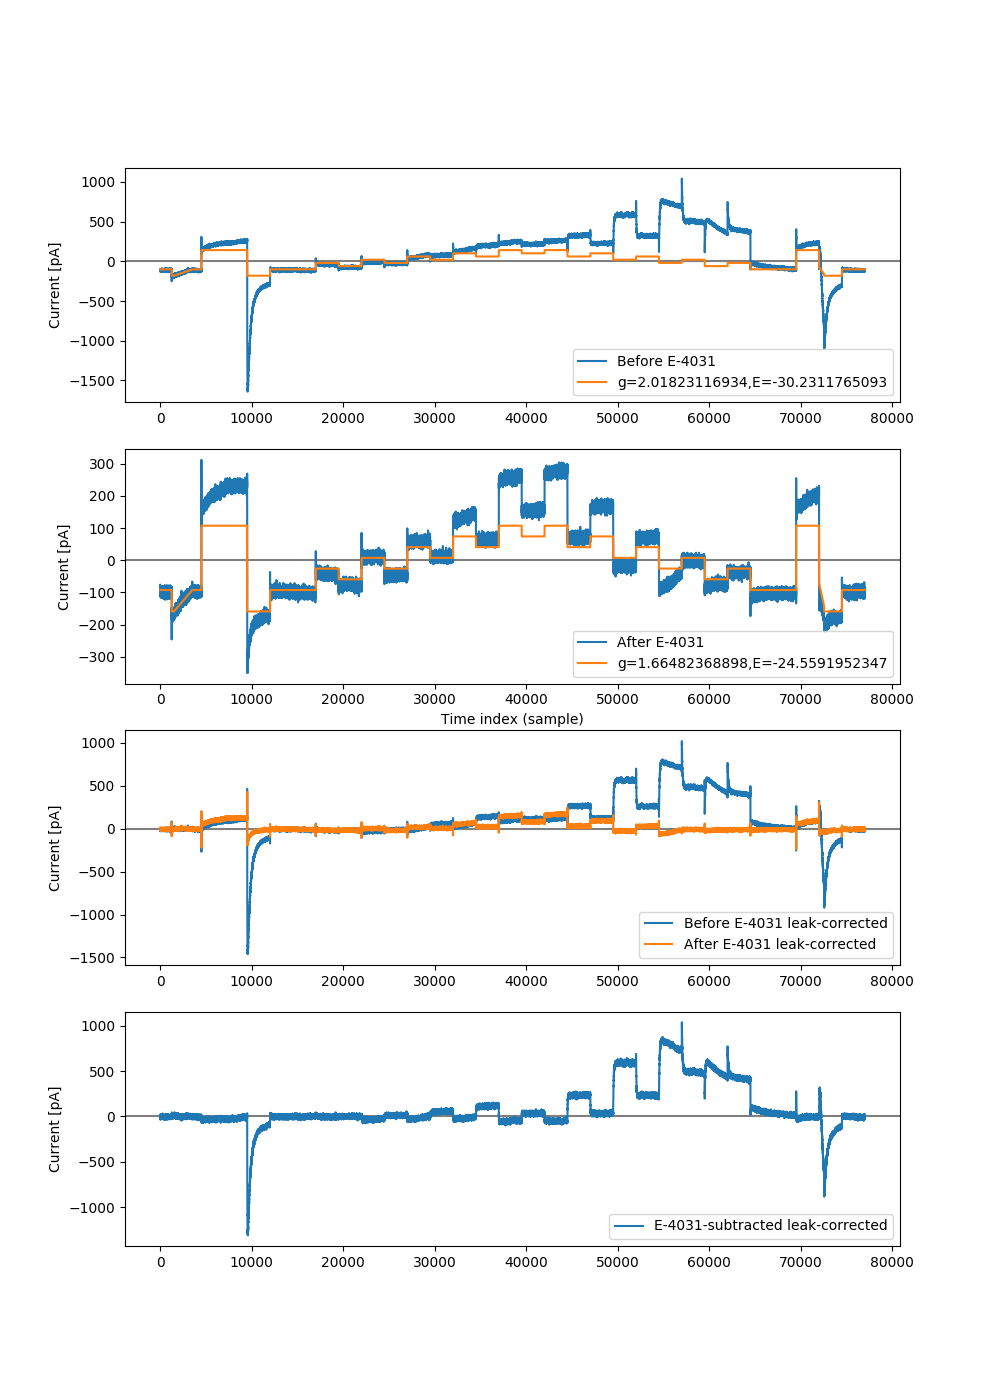 1000
500
0
−500
−1000
−1500
Current [pA]
Before E-4031
g=2.01823116934,E=-30.2311765093
0 10000 20000 30000 40000 50000 60000 70000 80000
300
200
100
0
−100
−200
−300
Current [pA]
After E-4031
g=1.66482368898,E=-24.5591952347
0 10000 20000 30000 40000 50000 60000 70000 80000
Time index (sample)
1000
500
0
−500
−1000
−1500
Current [pA]
Before E-4031 leak-corrected
After E-4031 leak-corrected
0 10000 20000 30000 40000 50000 60000 70000 80000
1000
500
0
−500
−1000
Current [pA]
E-4031-subtracted leak-corrected
0 10000 20000 30000 40000 50000 60000 70000 80000